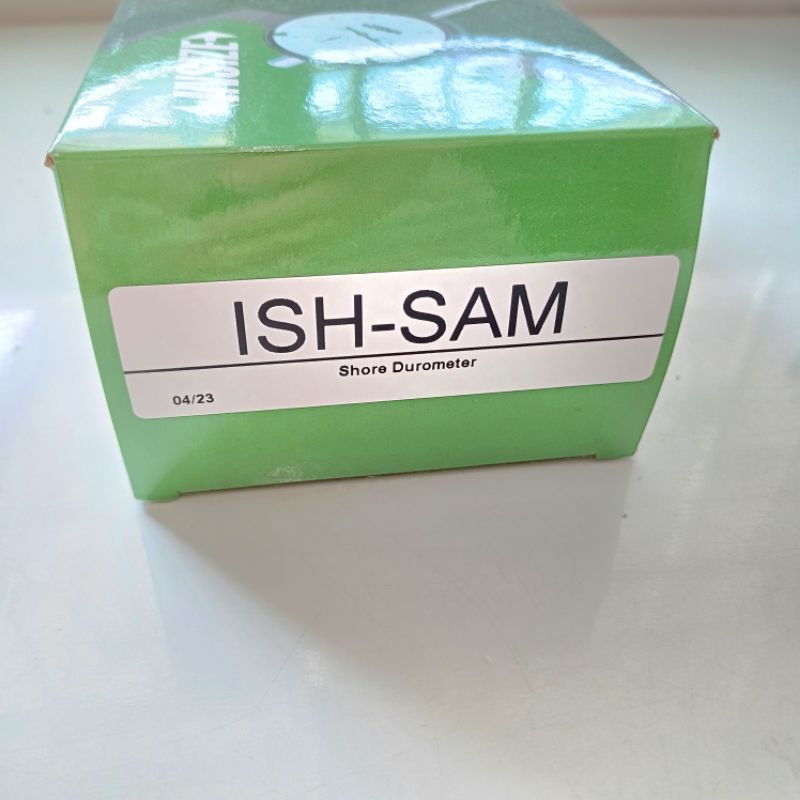 INSIZE
ISH-SAM
Shore Durometer
04/23